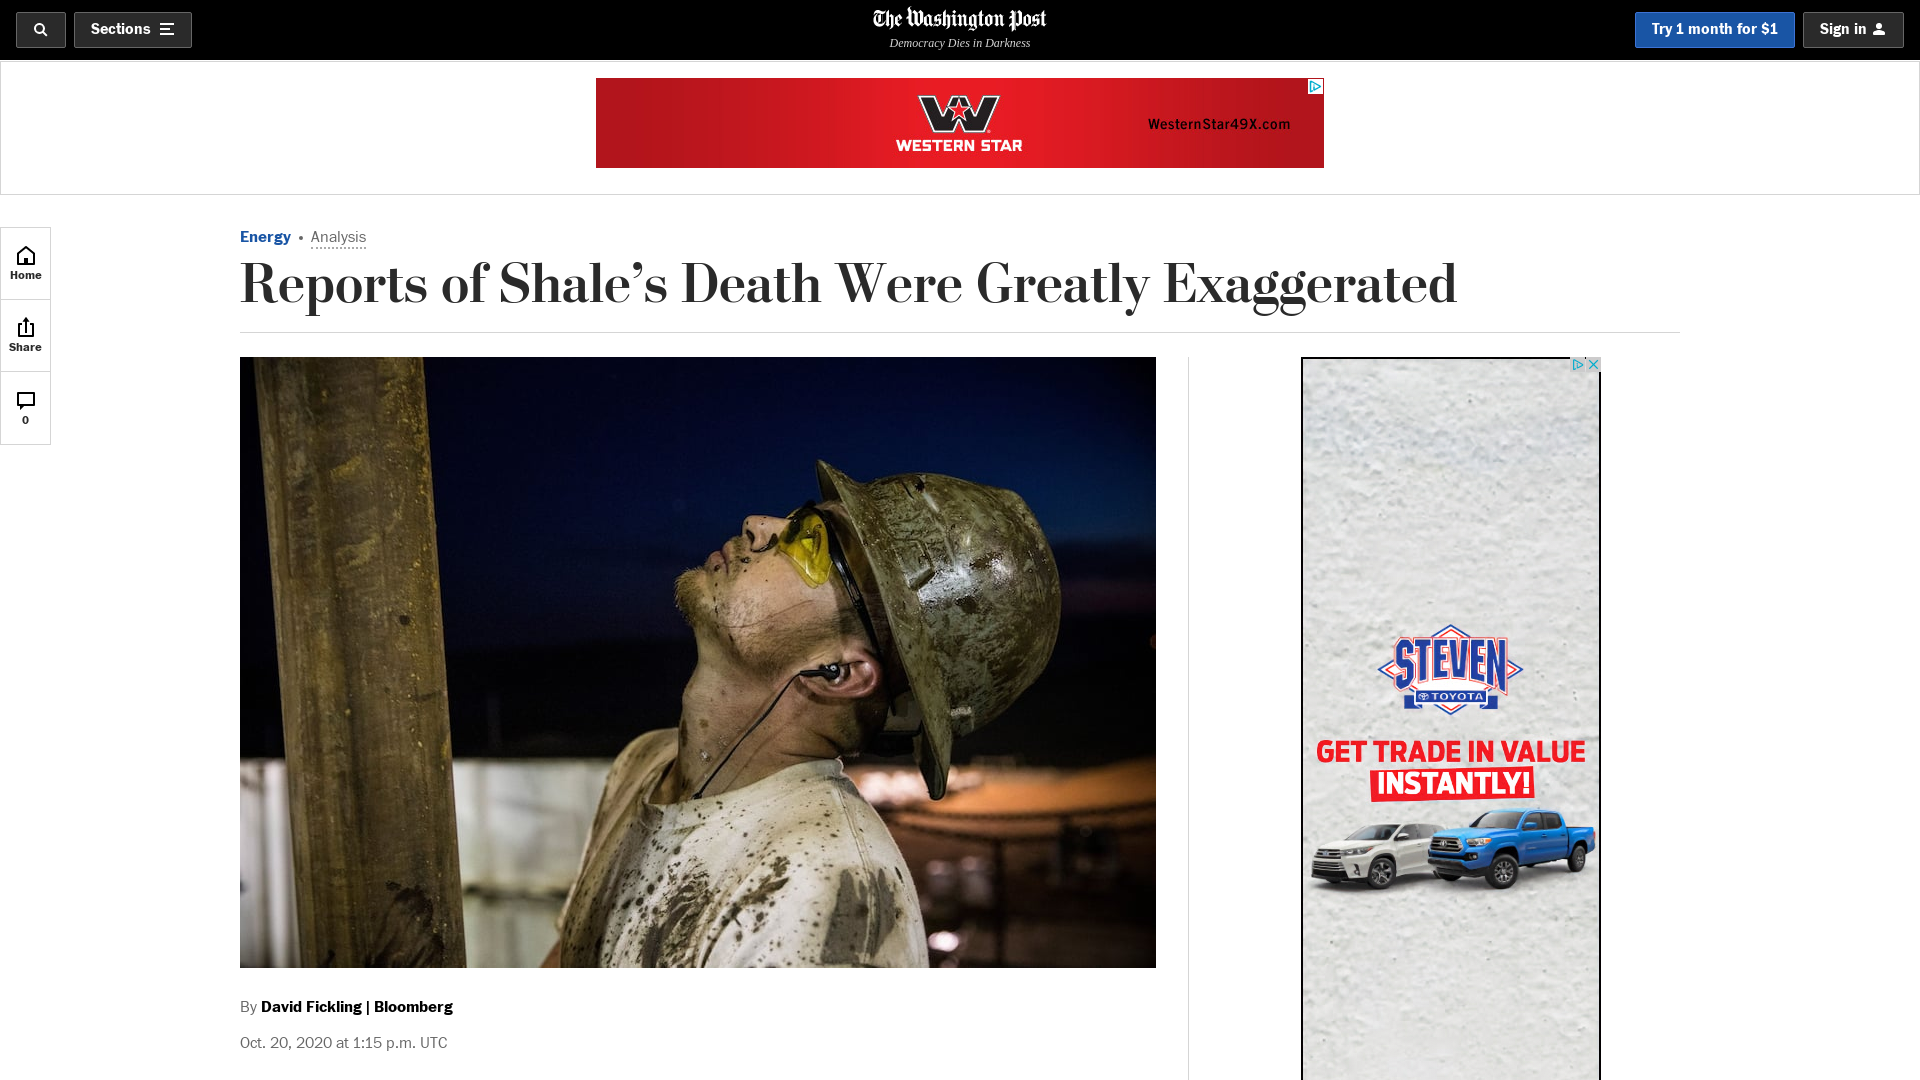 Sections
The Washington Post
Democracy Dies in Darkness
Try 1 month for $1
Sign in
WESTERN STAR
WesternStar49X.com
Home
Share
0
Energy • Analysis
Reports of Shale’s Death Were Greatly Exaggerated
By David Fickling | Bloomberg
Oct. 20, 2020 at 1:15 p.m. UTC
STEVEN
TOYOTA
GET TRADE IN VALUE
INSTANTLY!